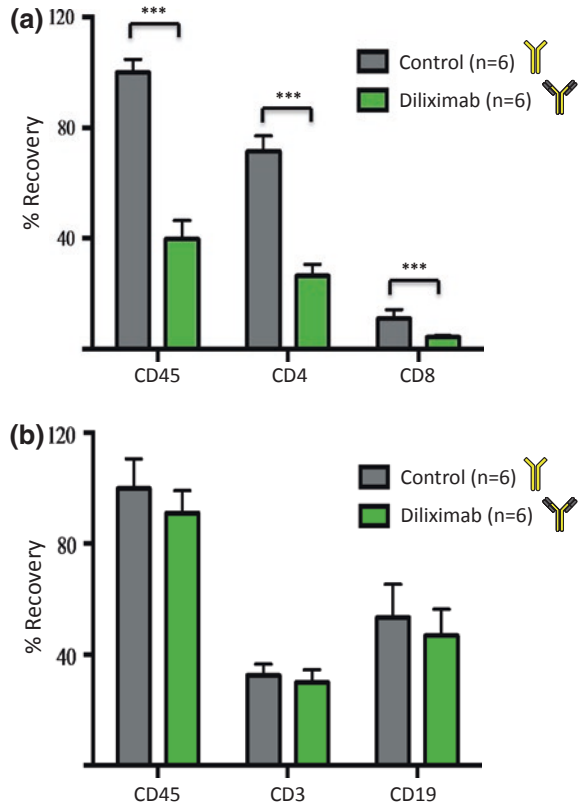 (a)
120
80
40
% Recovery
***
***
***
Control (n=6)
Diliximab (n=6)
CD45
CD4
CD8
(b)
120
80
40
% Recovery
Control (n=6)
Diliximab (n=6)
CD45
CD3
CD19